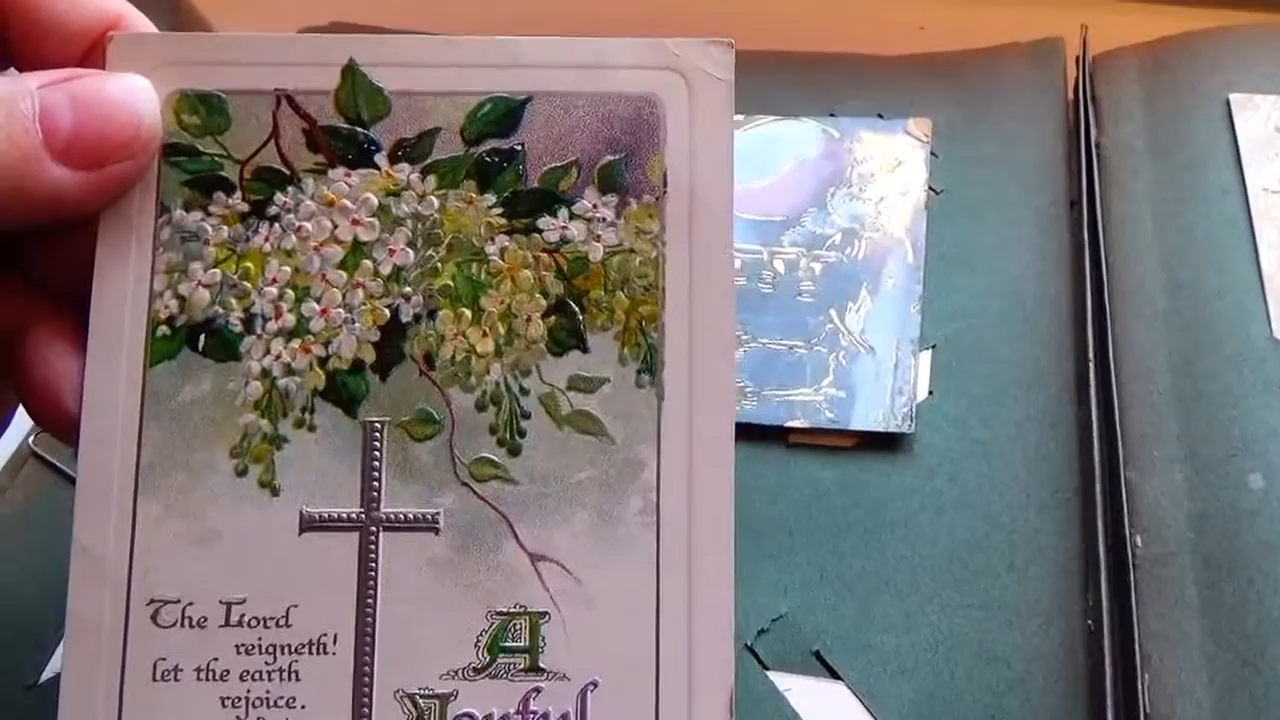 The Lord
reigneth!
let the earth
rejoice.
A
Joyful